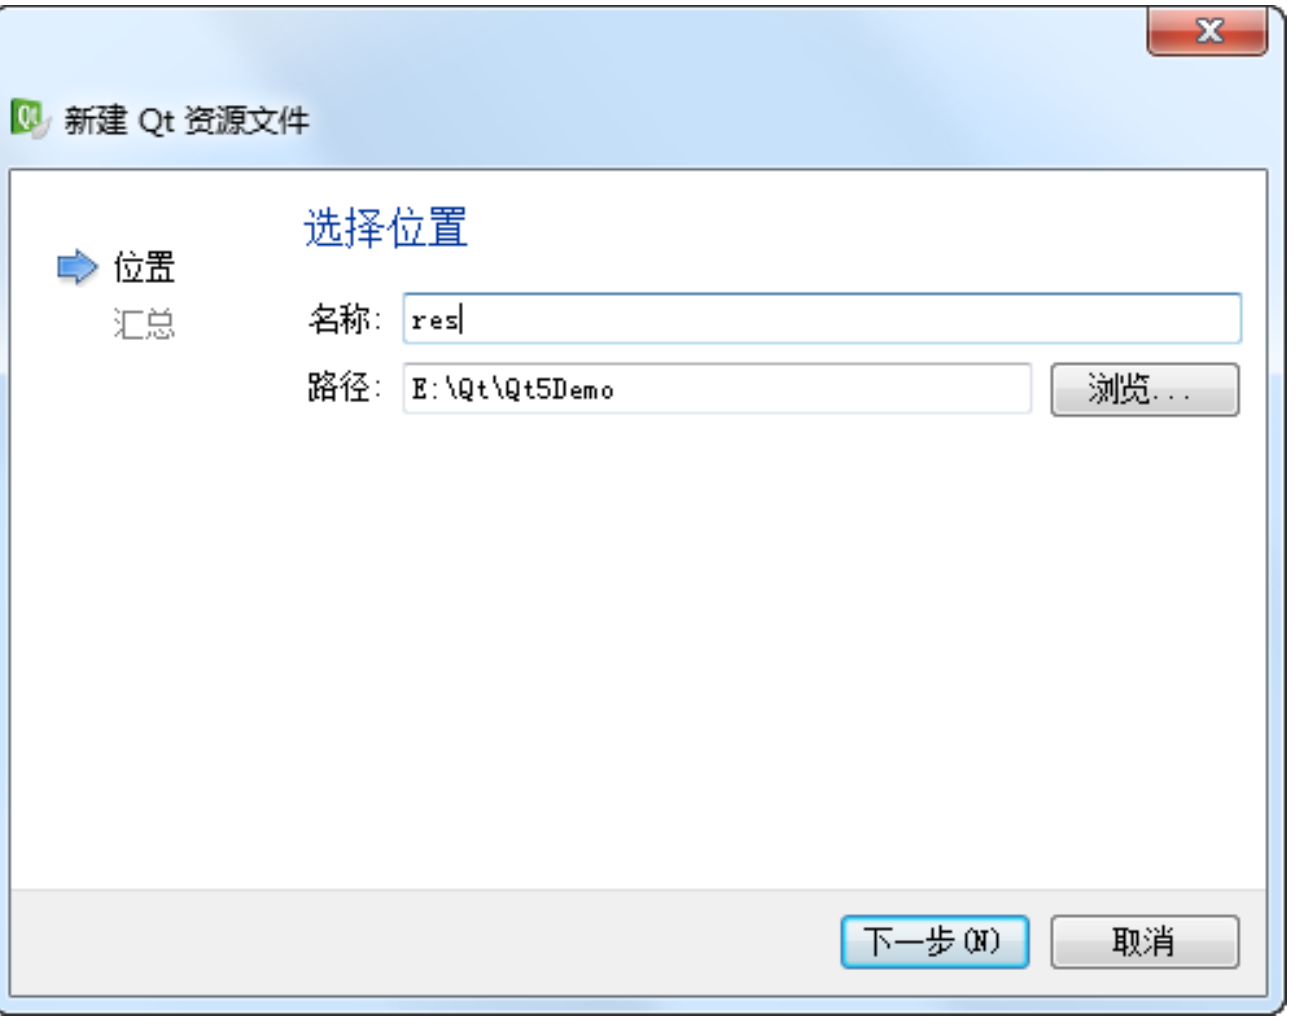 新建 Qt 资源文件
选择位置
位置
汇总
名称: res
路径: E:\Qt\Qt5Demo 浏览...
下一步(N) 取消